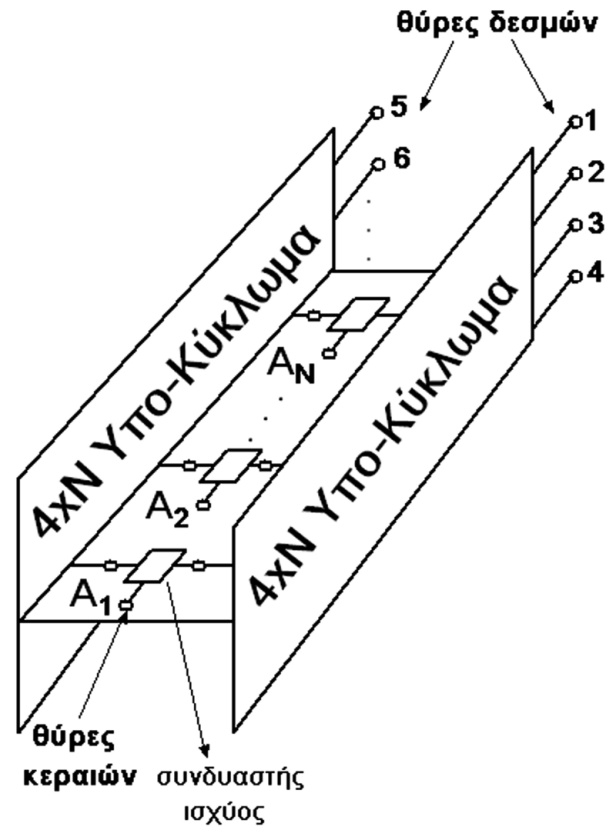 θύρες δεσμών
5
1
6
2
3
4
4xN Υπο-Κύκλωμα
4xN Υπο-Κύκλωμα
A_N
A_2
A_1
θύρες
κεραιών
συνδυαστής
ισχύος